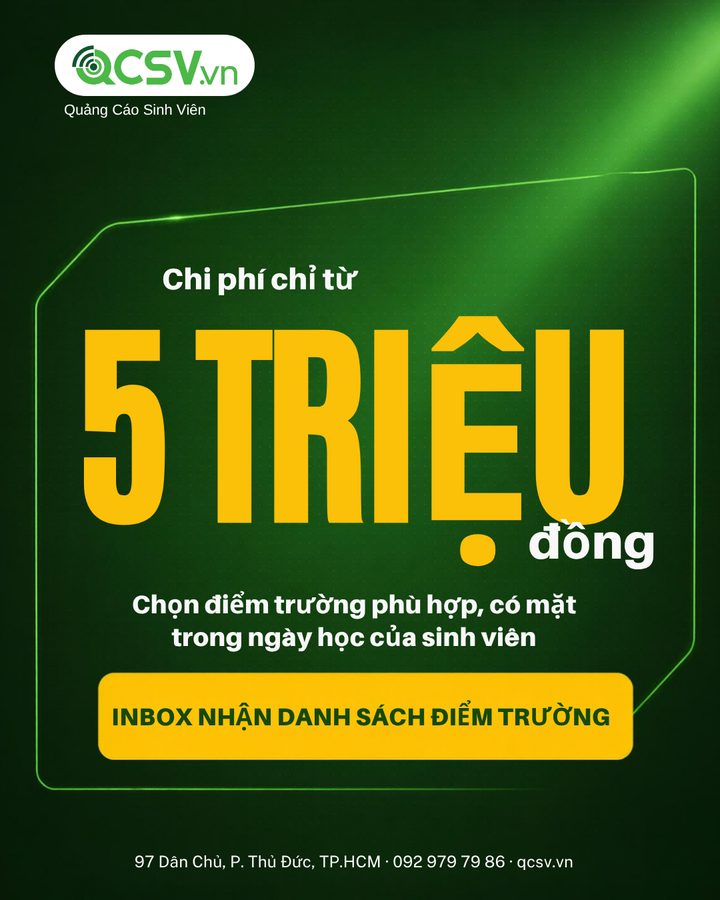 QCSV.vn
Quảng Cáo Sinh Viên
Chi phí chỉ từ
5 TRIỆU
đồng
Chọn điểm trường phù hợp, có mặt
trong ngày học của sinh viên
INBOX NHẬN DANH SÁCH ĐIỂM TRƯỜNG
97 Dân Chủ, P. Thủ Đức, TP.HCM · 092 979 79 86 · qcsv.vn